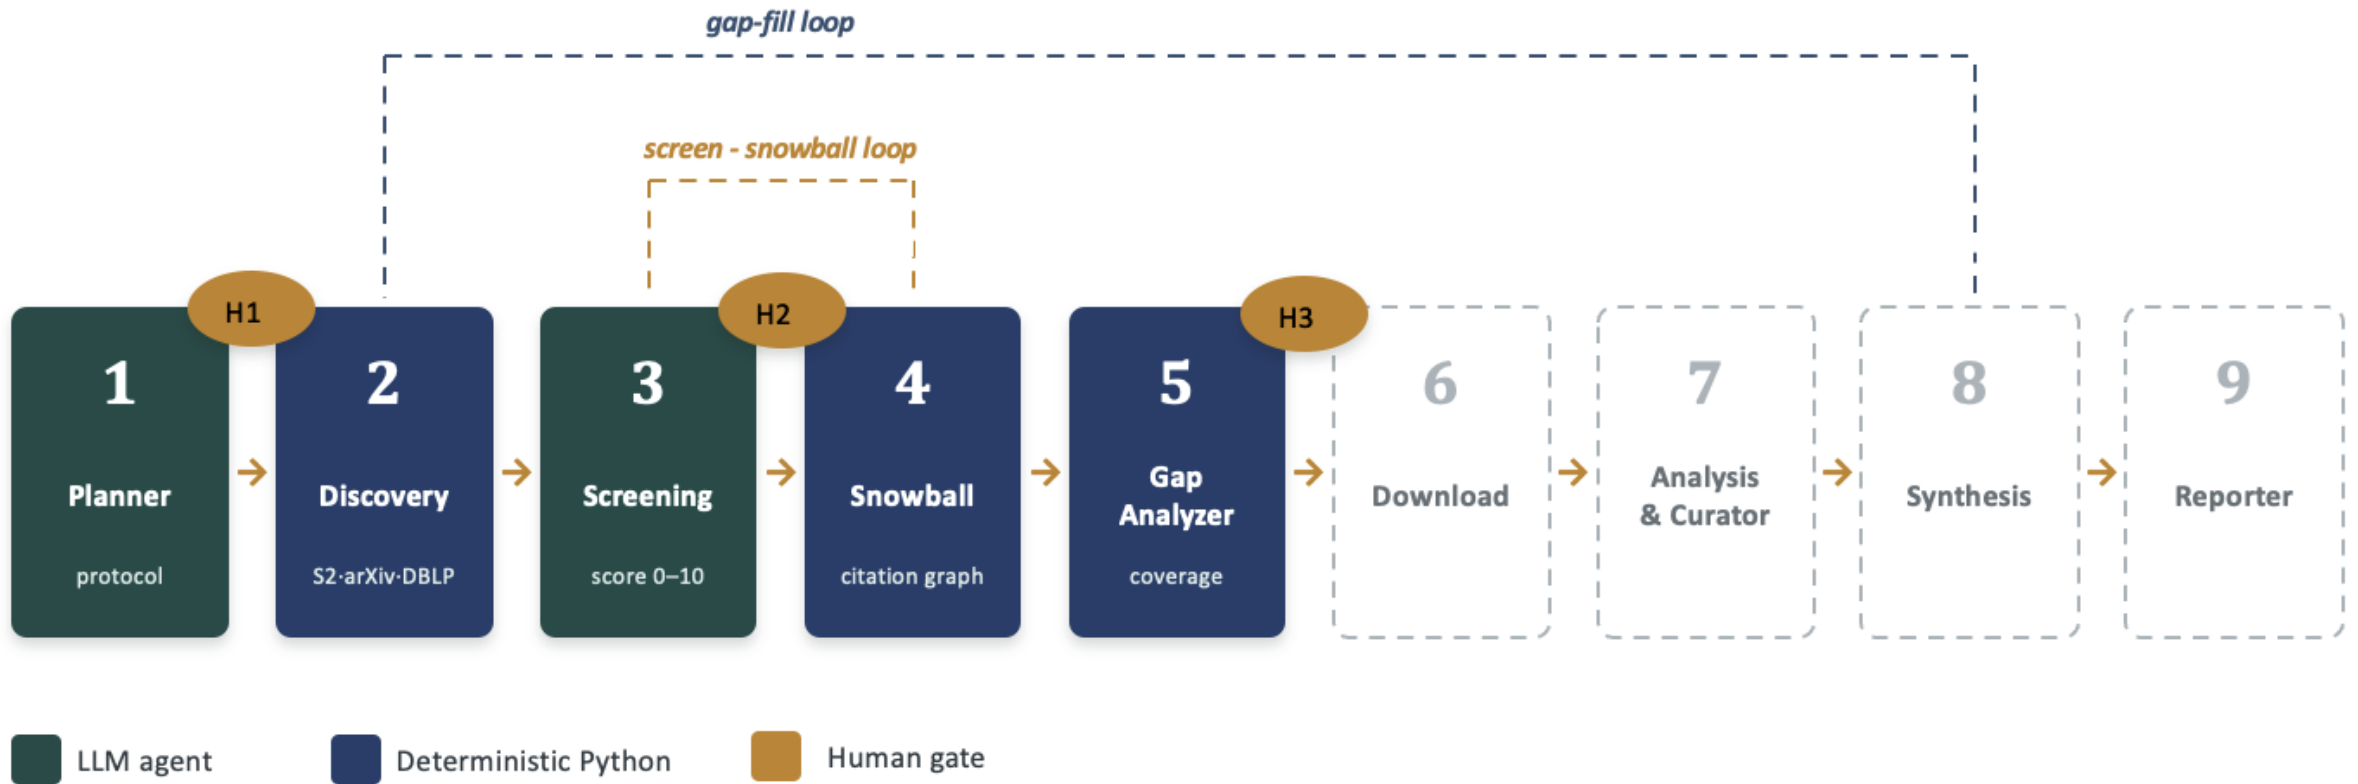 gap-fill loop
screen - snowball loop
H1
H2
H3
1
Planner
protocol
2
Discovery
S2·arXiv·DBLP
3
Screening
score 0–10
4
Snowball
citation graph
5
Gap
Analyzer
coverage
6
Download
7
Analysis
& Curator
8
Synthesis
9
Reporter
LLM agent
Deterministic Python
Human gate